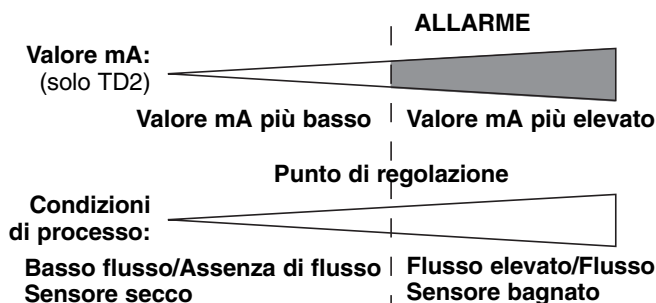 ALLARME
Valore mA:
(solo TD2)
Valore mA più basso
Valore mA più elevato
Punto di regolazione
Condizioni
di processo:
Basso flusso/Assenza di flusso
Sensore secco
Flusso elevato/Flusso
Sensore bagnato